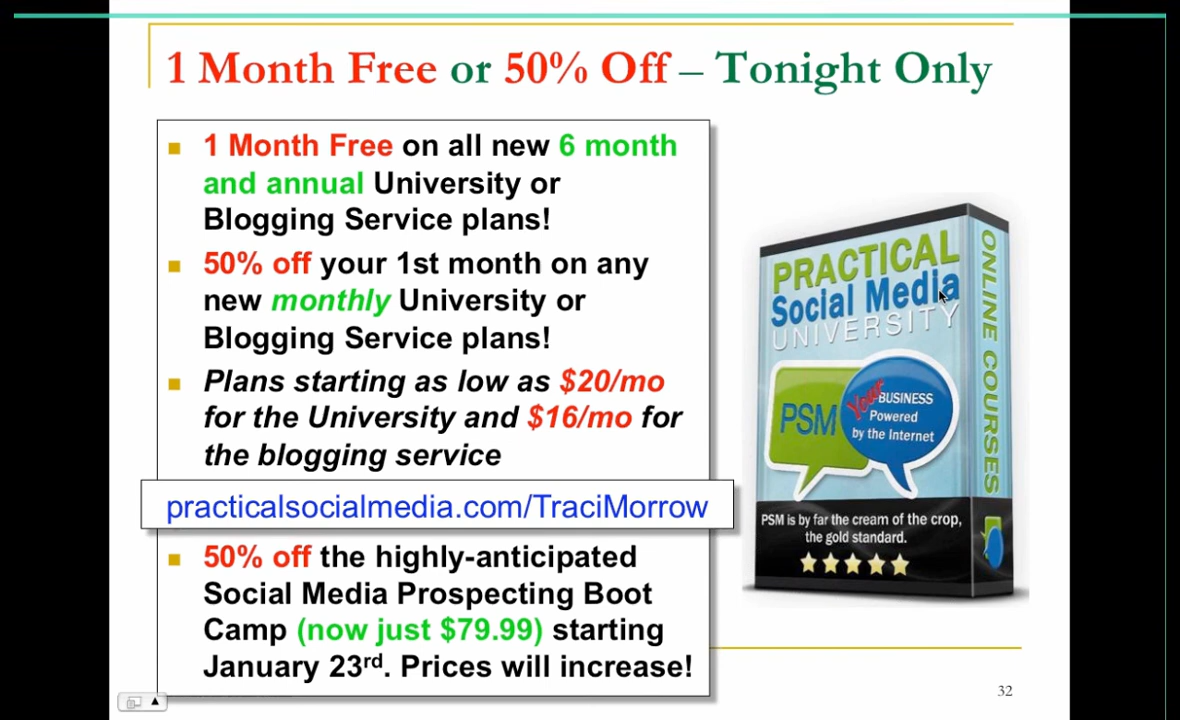 1 Month Free or 50% Off – Tonight Only
1 Month Free on all new 6 month
and annual University or
Blogging Service plans!
50% off your 1st month on any
new monthly University or
Blogging Service plans!
Plans starting as low as $20/mo
for the University and $16/mo for
the blogging service
practicalsocialmedia.com/TraciMorrow
50% off the highly-anticipated
Social Media Prospecting Boot
Camp (now just $79.99) starting
January 23rd. Prices will increase!
PRACTICAL
Social Media
UNIVERSITY
PSM
Your BUSINESS
Powered
by the Internet
PSM is by far the cream of the crop,
the gold standard.
ONLINE COURSES
32